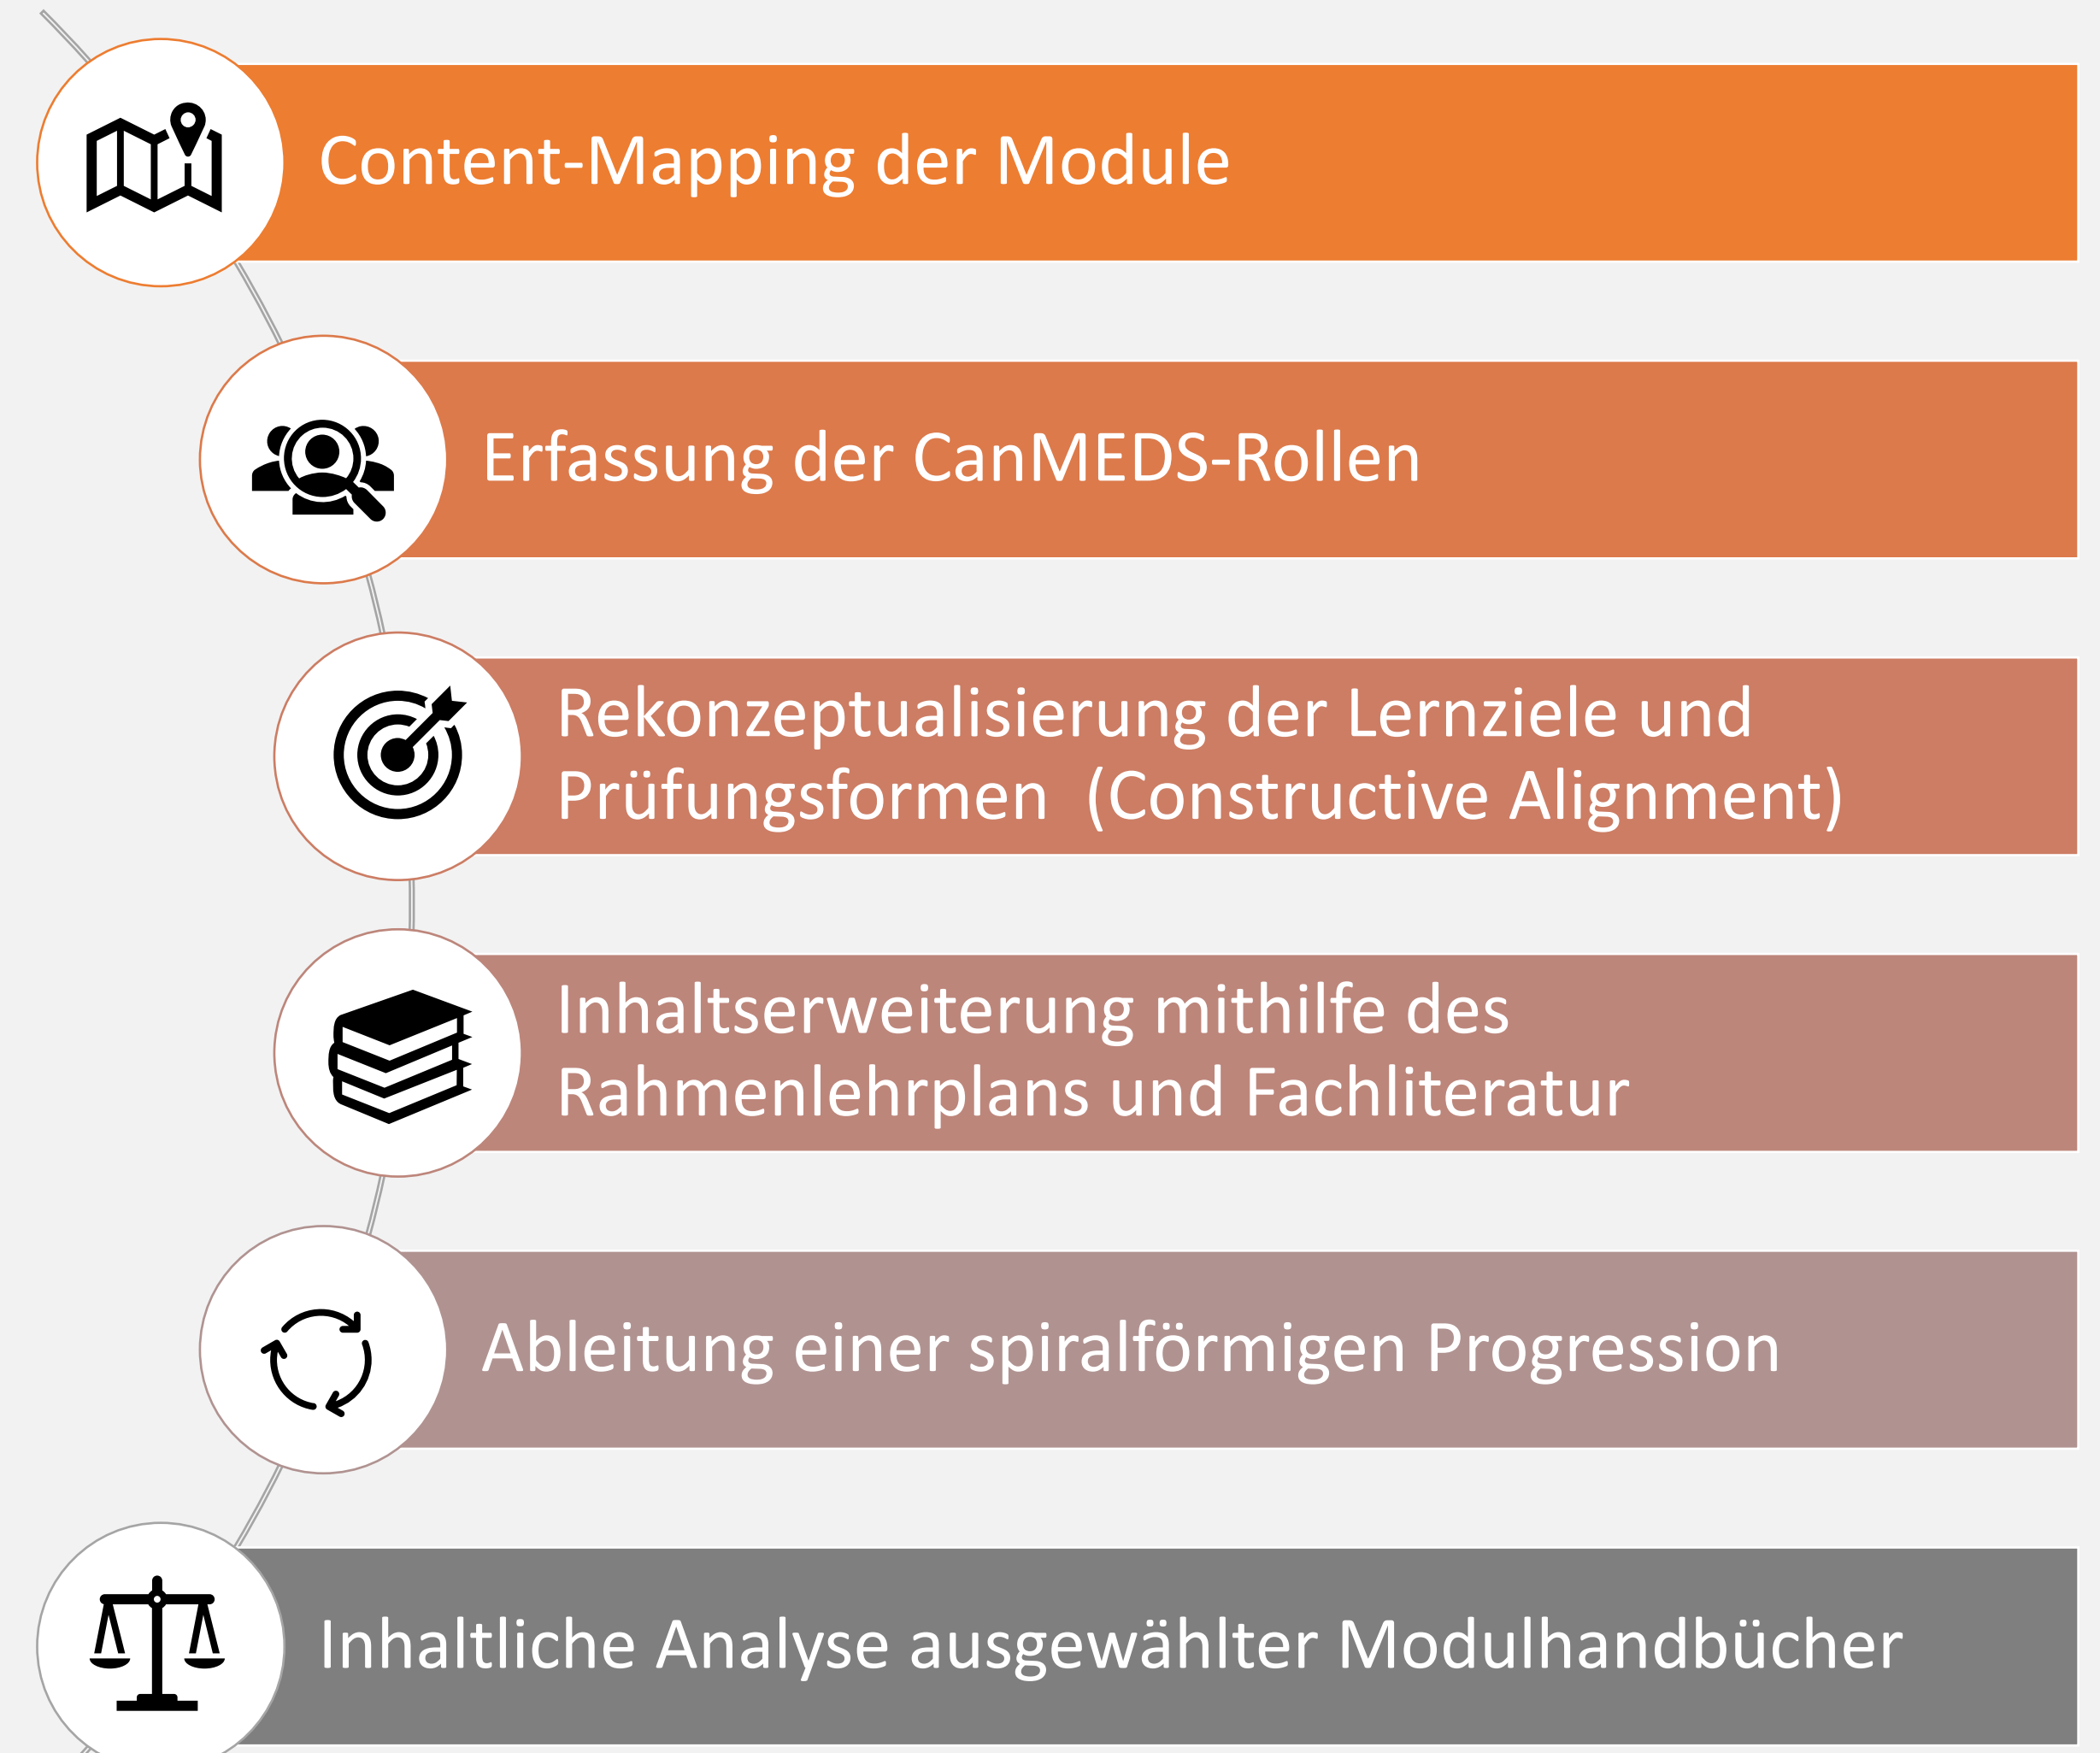 Content-Mapping der Module
Erfassung der CanMEDS-Rollen
Rekonzeptualisierung der Lernziele und
Prüfungsformen (Constructive Alignment)
Inhaltserweiterung mithilfe des
Rahmenlehrplans und Fachliteratur
Ableitung einer spiralförmigen Progression
Inhaltliche Analyse ausgewählter Modulhandbücher